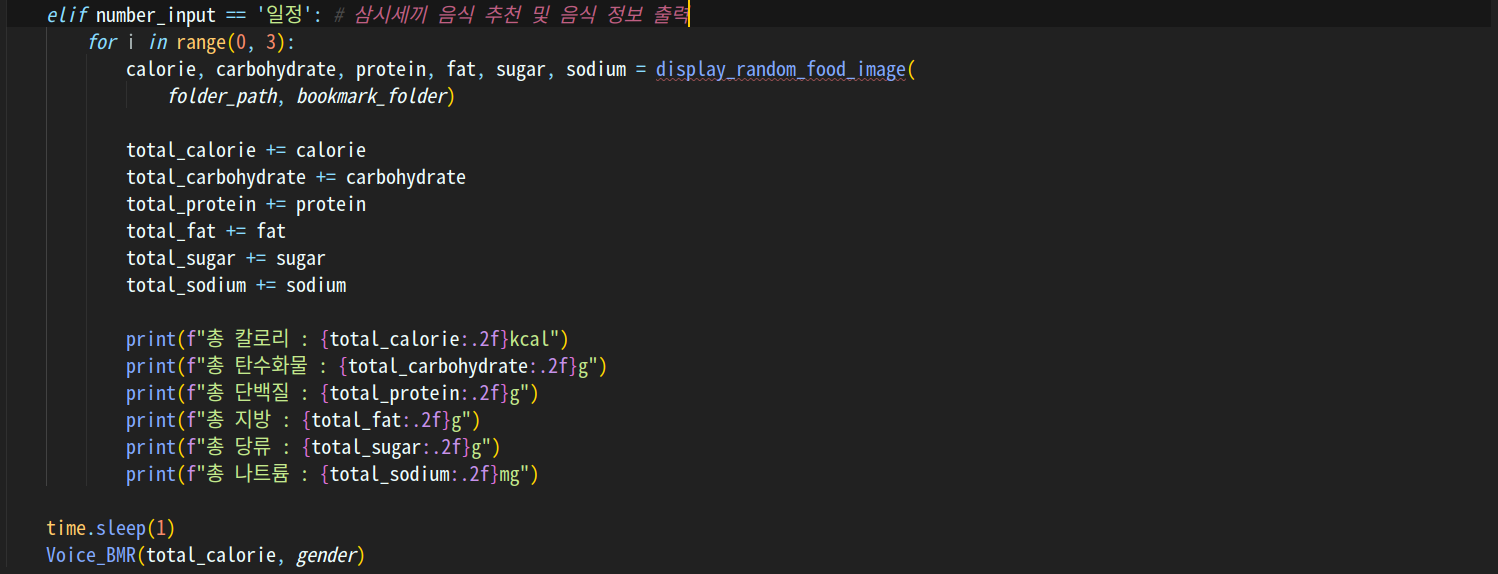 elif number_input == '일정': # 삼시세끼 음식 추천 및 음식 정보 출력
for i in range(0, 3):
calorie, carbohydrate, protein, fat, sugar, sodium = display_random_food_image(
folder_path, bookmark_folder)
total_calorie += calorie
total_carbohydrate += carbohydrate
total_protein += protein
total_fat += fat
total_sugar += sugar
total_sodium += sodium
print(f"총 칼로리 : {total_calorie:.2f}kcal")
print(f"총 탄수화물 : {total_carbohydrate:.2f}g")
print(f"총 단백질 : {total_protein:.2f}g")
print(f"총 지방 : {total_fat:.2f}g")
print(f"총 당류 : {total_sugar:.2f}g")
print(f"총 나트륨 : {total_sodium:.2f}mg")
time.sleep(1)
Voice_BMR(total_calorie, gender)